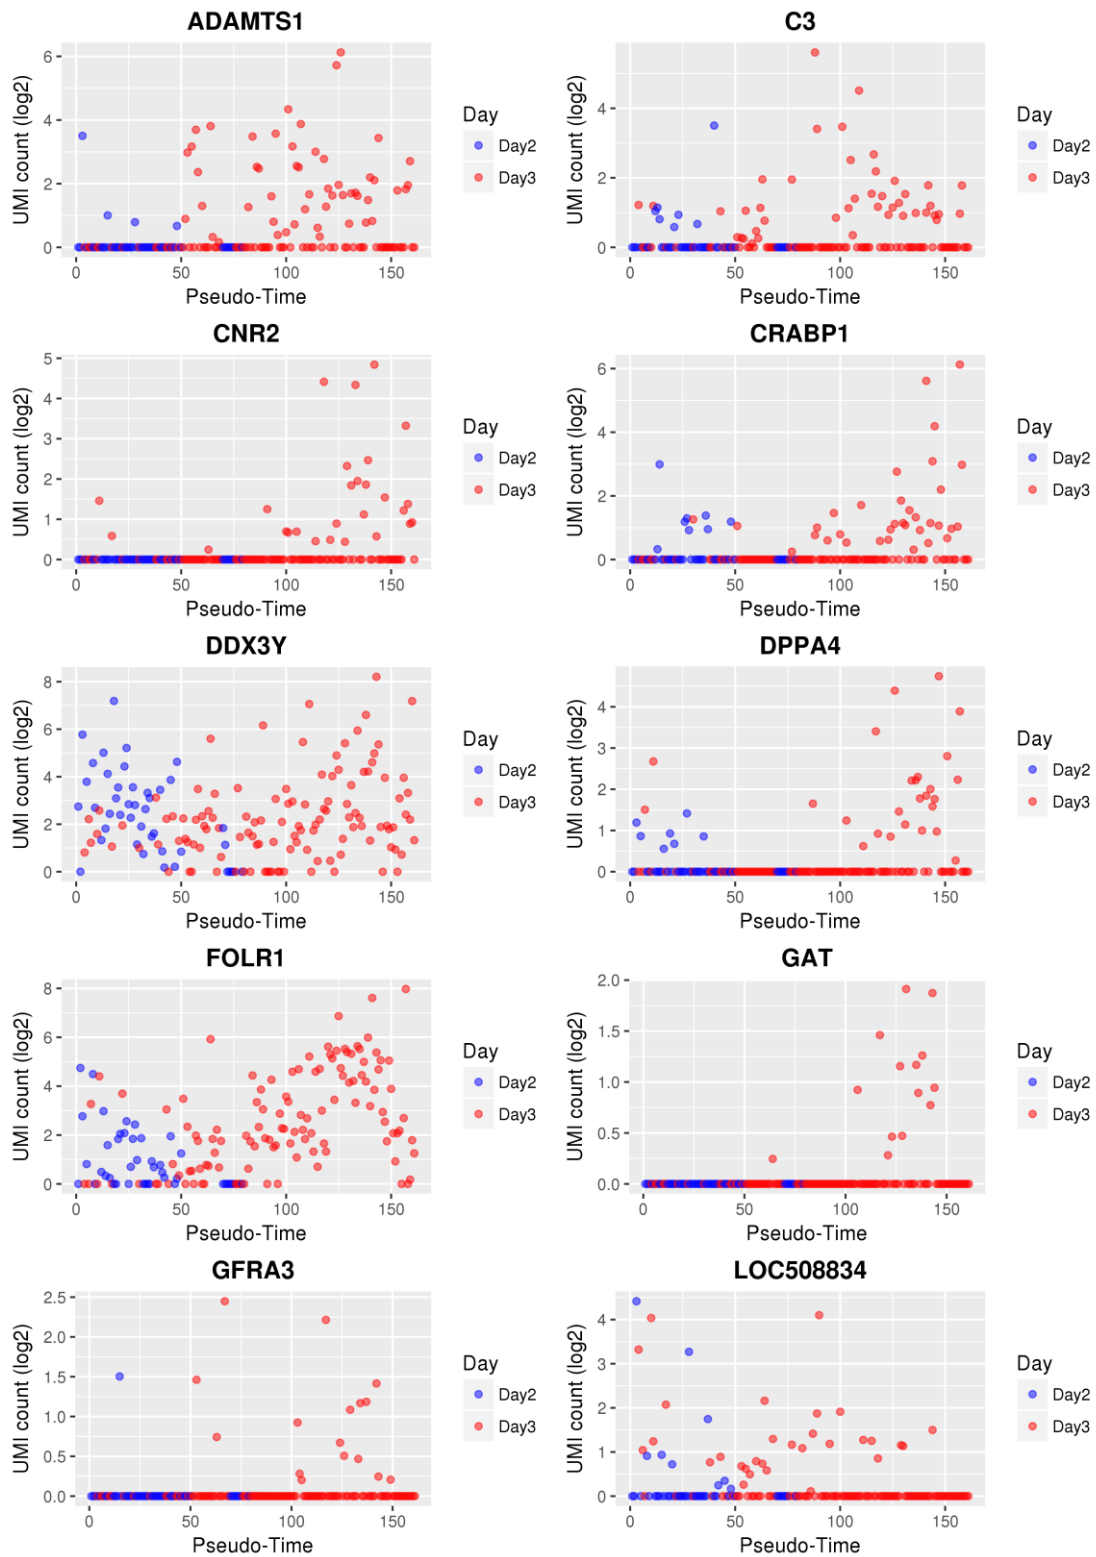 ADAMTS1
UMI count (log2)
6
4
2
0
0
50
100
150
Pseudo-Time
Day
Day2
Day3
C3
UMI count (log2)
4
2
0
0
50
100
150
Pseudo-Time
Day
Day2
Day3
CNR2
UMI count (log2)
5
4
3
2
1
0
0
50
100
150
Pseudo-Time
Day
Day2
Day3
CRABP1
UMI count (log2)
6
4
2
0
0
50
100
150
Pseudo-Time
Day
Day2
Day3
DDX3Y
UMI count (log2)
8
6
4
2
0
0
50
100
150
Pseudo-Time
Day
Day2
Day3
DPPA4
UMI count (log2)
4
3
2
1
0
0
50
100
150
Pseudo-Time
Day
Day2
Day3
FOLR1
UMI count (log2)
8
6
4
2
0
0
50
100
150
Pseudo-Time
Day
Day2
Day3
GAT
UMI count (log2)
2.0
1.5
1.0
0.5
0.0
0
50
100
150
Pseudo-Time
Day
Day2
Day3
GFRA3
UMI count (log2)
2.5
2.0
1.5
1.0
0.5
0.0
0
50
100
150
Pseudo-Time
Day
Day2
Day3
LOC508834
UMI count (log2)
4
3
2
1
0
0
50
100
150
Pseudo-Time
Day
Day2
Day3